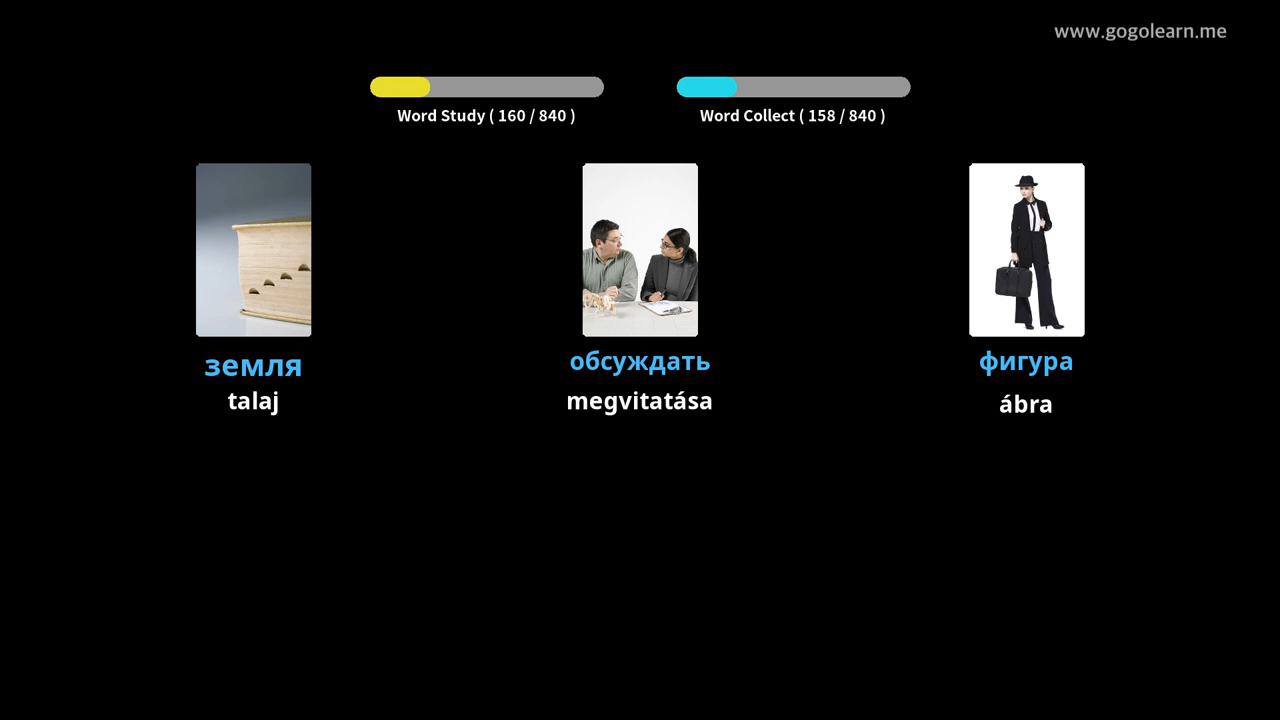 www.gogolearn.me
Word Study ( 160 / 840 )
Word Collect ( 158 / 840 )
земля
talaj
обсуждать
megvitatása
фигура
ábra